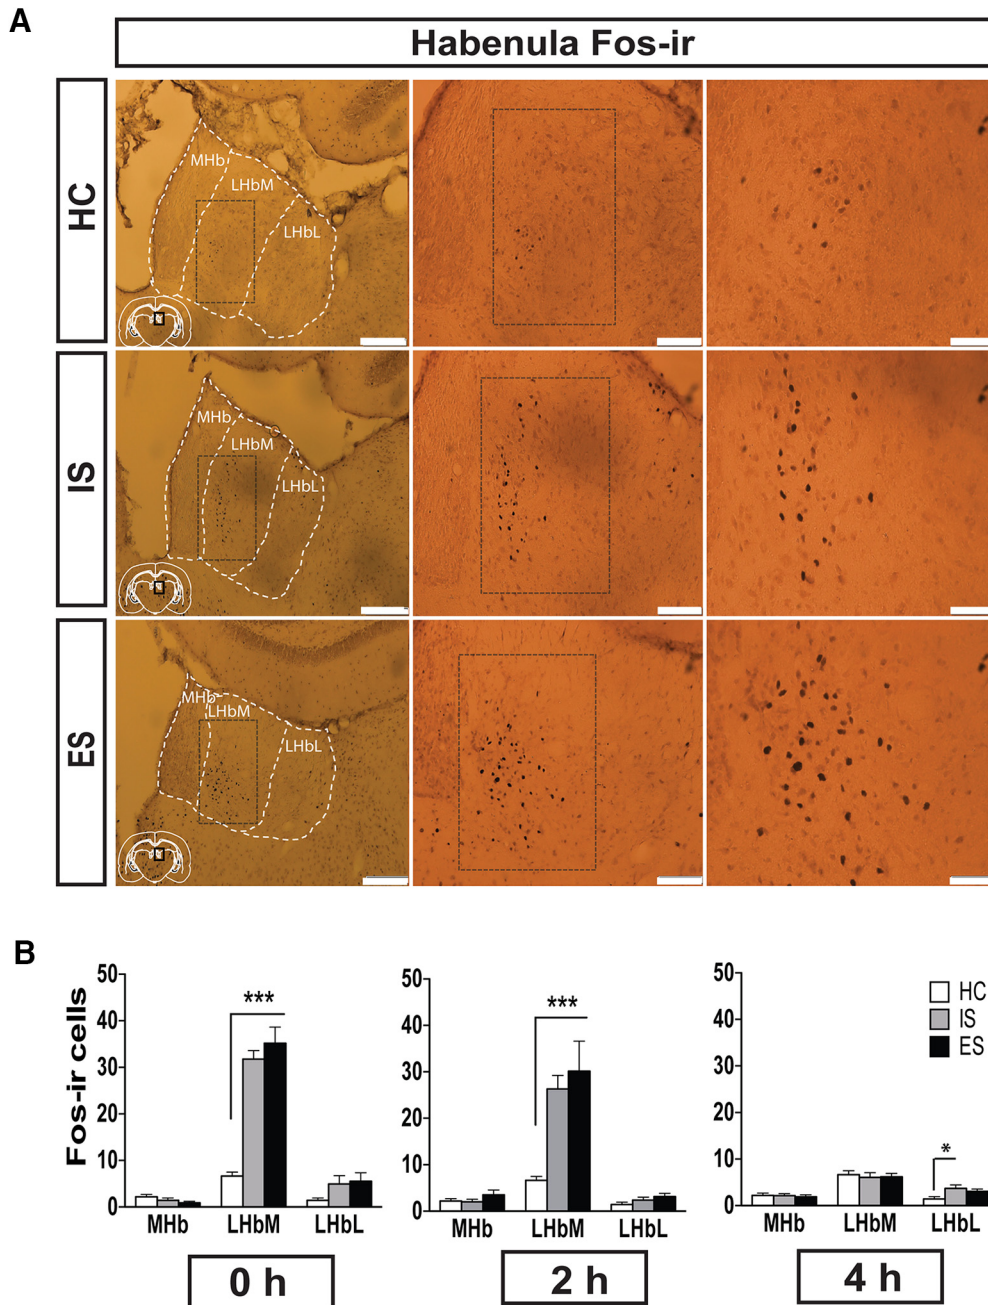 A
Habenula Fos-ir
HC
MHb
LHbM
LHbL
IS
MHb
LHbM
LHbL
ES
MHb
LHbM
LHbL
B
Fos-ir cells
50
40
30
20
10
0
***
MHb LHbM LHbL
0 h
50
40
30
20
10
0
***
MHb LHbM LHbL
2 h
50
40
30
20
10
0
*
MHb LHbM LHbL
4 h
HC
IS
ES